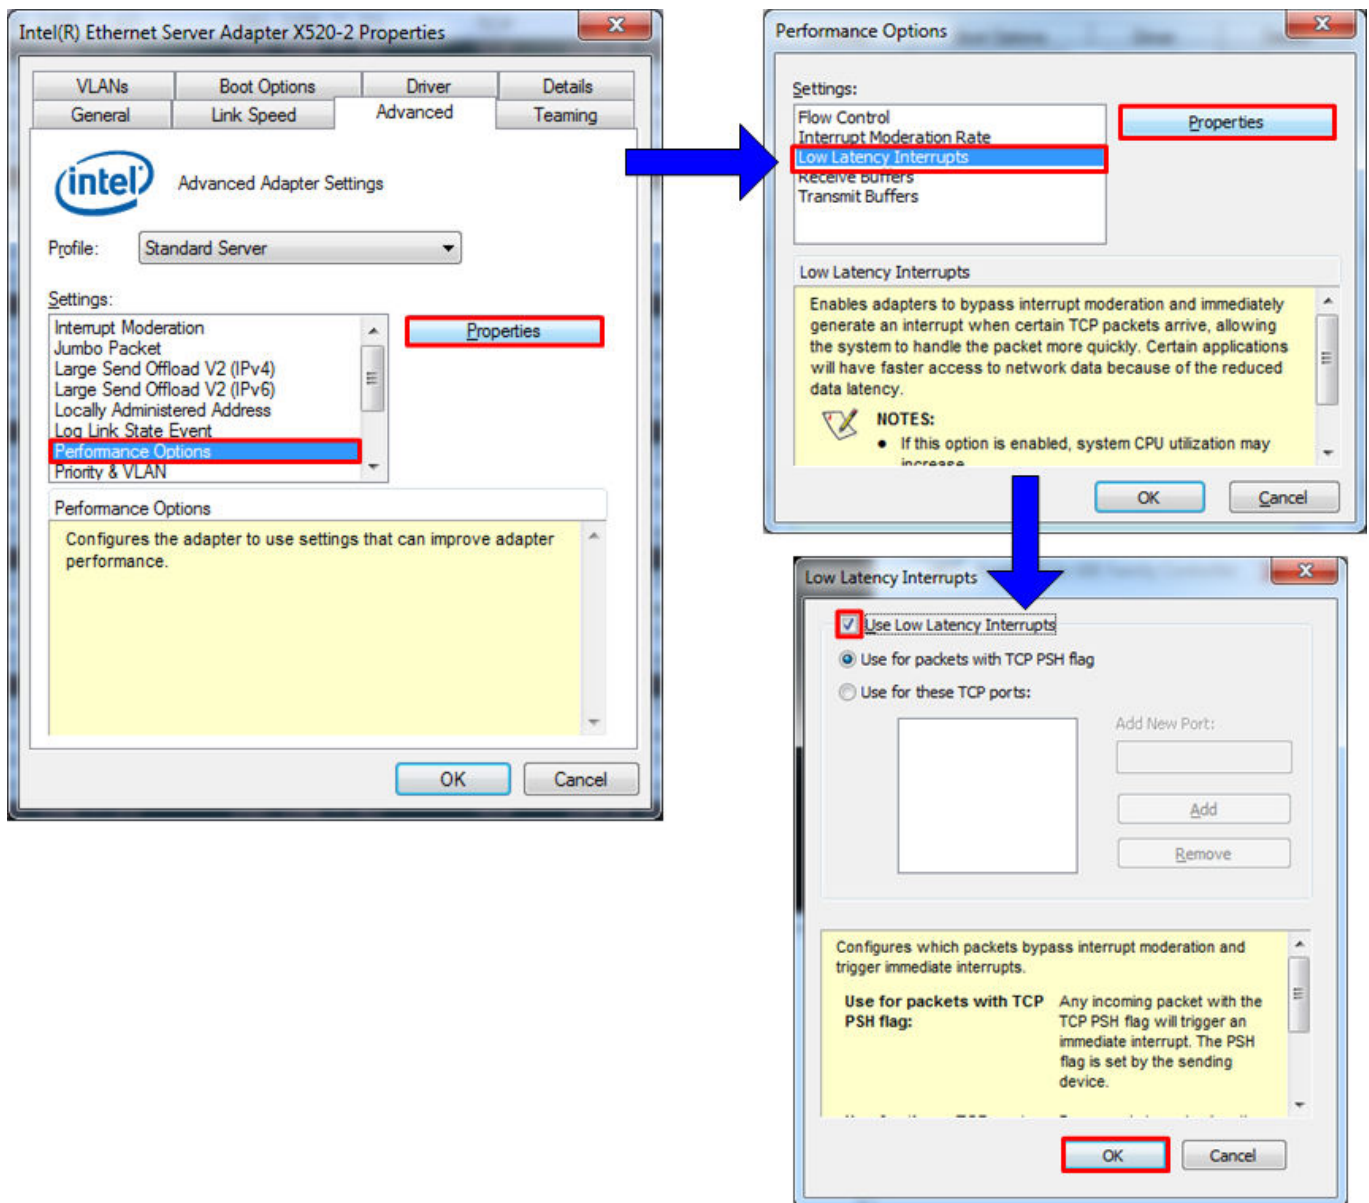 Intel(R) Ethernet Server Adapter X520-2 Properties
VLANs Boot Options Driver Details
General Link Speed Advanced Teaming
intel Advanced Adapter Settings
Profile: Standard Server
Settings:
Interrupt Moderation
Jumbo Packet
Large Send Offload V2 (IPv4)
Large Send Offload V2 (IPv6)
Locally Administered Address
Log Link State Event
Performance Options
Priority & VLAN
Properties
Performance Options
Configures the adapter to use settings that can improve adapter
performance.
OK Cancel
Performance Options
Settings:
Flow Control
Interrupt Moderation Rate
Low Latency Interrupts
Receive Buffers
Transmit Buffers
Properties
Low Latency Interrupts
Enables adapters to bypass interrupt moderation and immediately
generate an interrupt when certain TCP packets arrive, allowing
the system to handle the packet more quickly. Certain applications
will have faster access to network data because of the reduced
data latency.
NOTES:
• If this option is enabled, system CPU utilization may
increase
OK Cancel
Low Latency Interrupts
Use Low Latency Interrupts
Use for packets with TCP PSH flag
Use for these TCP ports:
Add New Port:
Add
Remove
Configures which packets bypass interrupt moderation and
trigger immediate interrupts.
Use for packets with TCP Any incoming packet with the
PSH flag: TCP PSH flag will trigger an
immediate interrupt. The PSH
flag is set by the sending
device.
OK Cancel